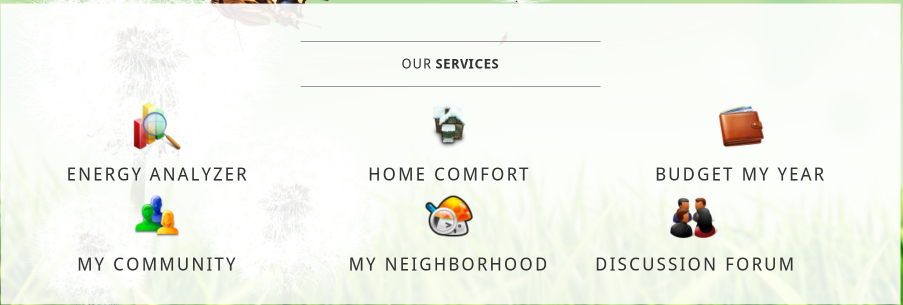 OUR SERVICES
ENERGY ANALYZER
HOME COMFORT
BUDGET MY YEAR
MY COMMUNITY
MY NEIGHBORHOOD
DISCUSSION FORUM